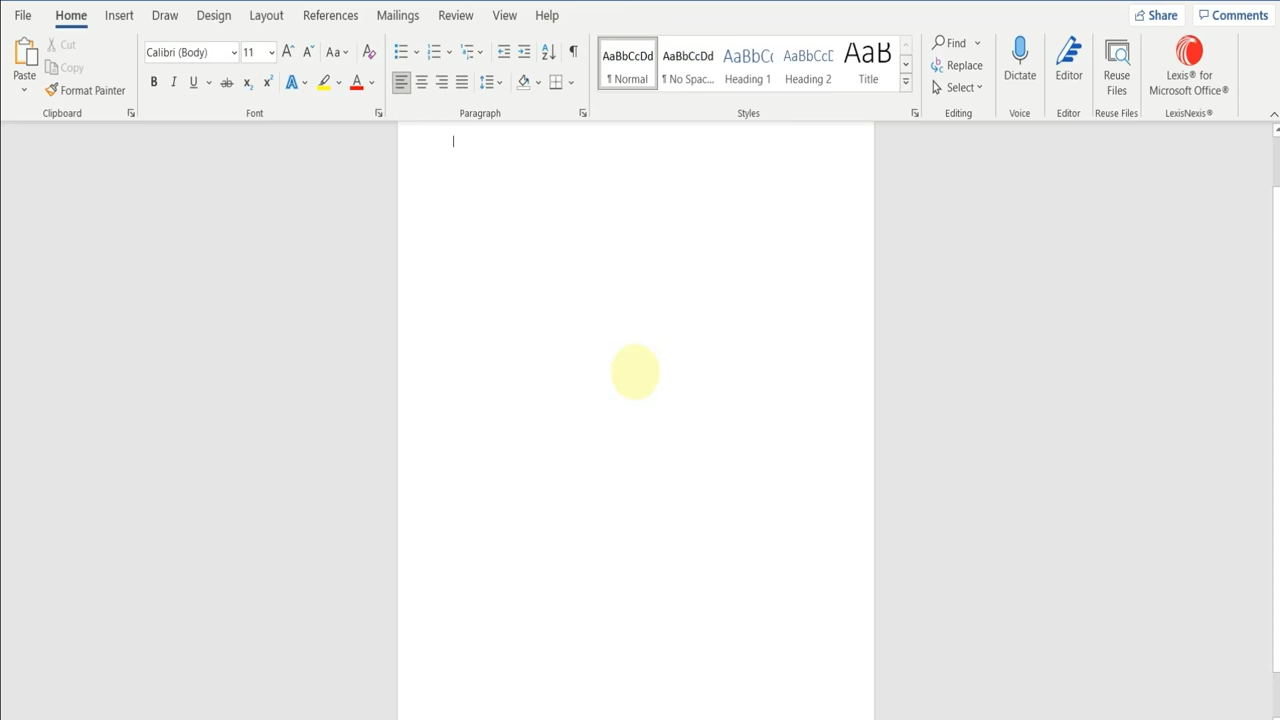 File Home Insert Draw Design Layout References Mailings Review View Help Share Comments
Paste
Cut
Copy
Format Painter
Clipboard
Calibri (Body) 11
Font
Paragraph
AaBbCcDd AaBbCcDd AaBbCc AaBbCcE AaB
¶ Normal ¶ No Spac... Heading 1 Heading 2 Title
Styles
Find
Replace
Select
Editing
Dictate
Voice
Editor
Editor
Reuse
Files
Reuse Files
Lexis® for
Microsoft Office®
LexisNexis®